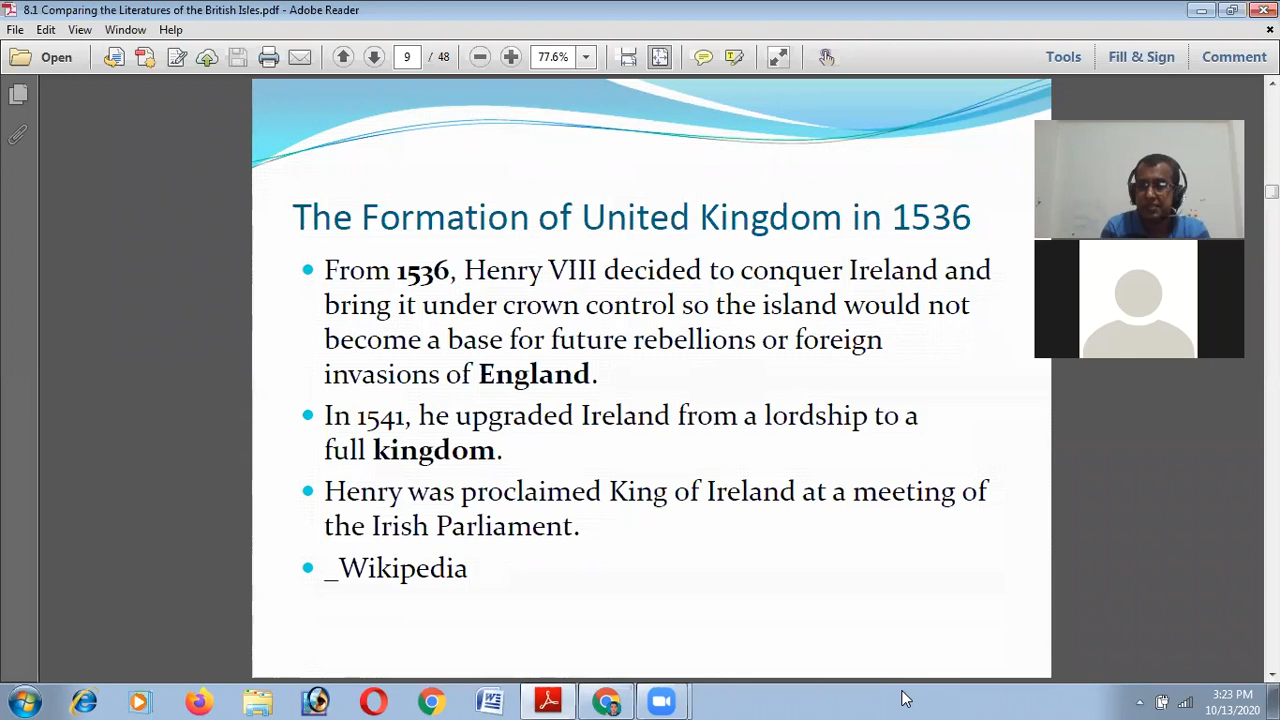 8.1 Comparing the Literatures of the British Isles.pdf - Adobe Reader
File Edit View Window Help
Open 9 / 48 77.6% Tools Fill & Sign Comment
The Formation of United Kingdom in 1536
From 1536, Henry VIII decided to conquer Ireland and
bring it under crown control so the island would not
become a base for future rebellions or foreign
invasions of England.
In 1541, he upgraded Ireland from a lordship to a
full kingdom.
Henry was proclaimed King of Ireland at a meeting of
the Irish Parliament.
_Wikipedia
3:23 PM
10/13/2020